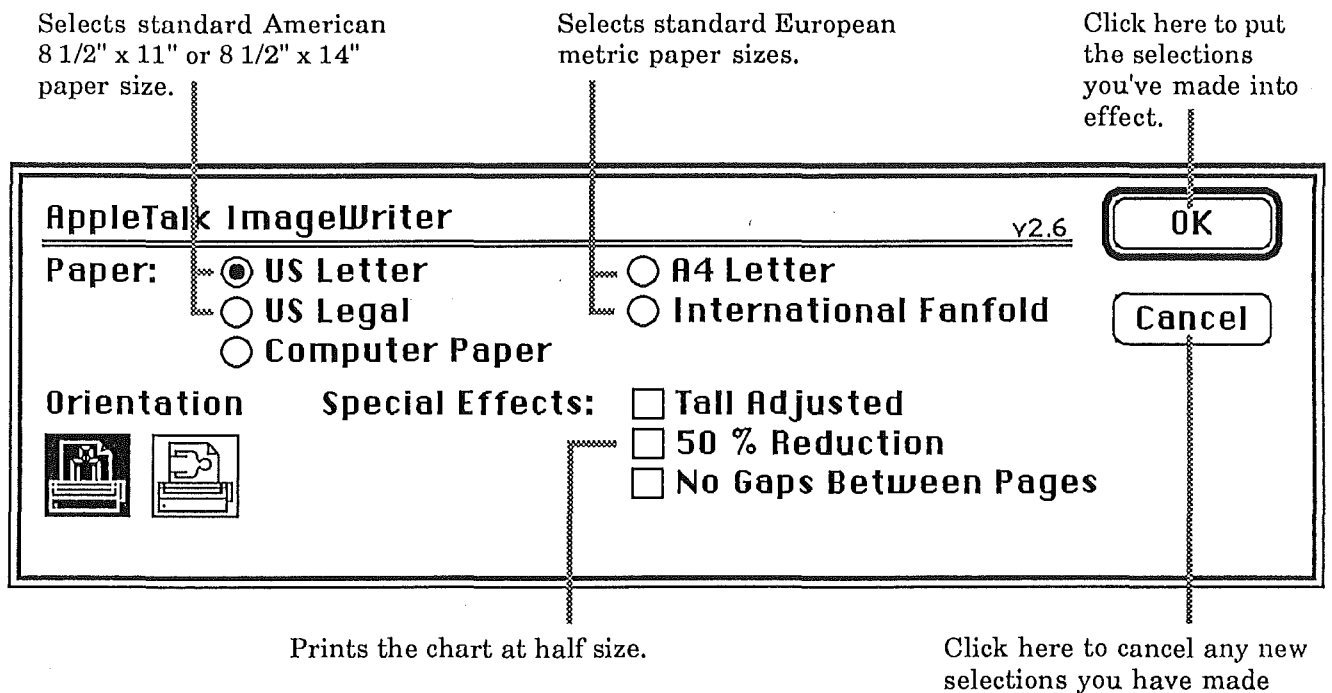 Selects standard American
8 1/2" x 11" or 8 1/2" x 14"
paper size.
Selects standard European
metric paper sizes.
Click here to put
the selections
you've made into
effect.
AppleTalk ImageWriter
v2.6
OK
Paper:
US Letter
A4 Letter
US Legal
International Fanfold
Cancel
Computer Paper
Orientation
Special Effects:
Tall Adjusted
50 % Reduction
No Gaps Between Pages
Prints the chart at half size.
Click here to cancel any new
selections you have made